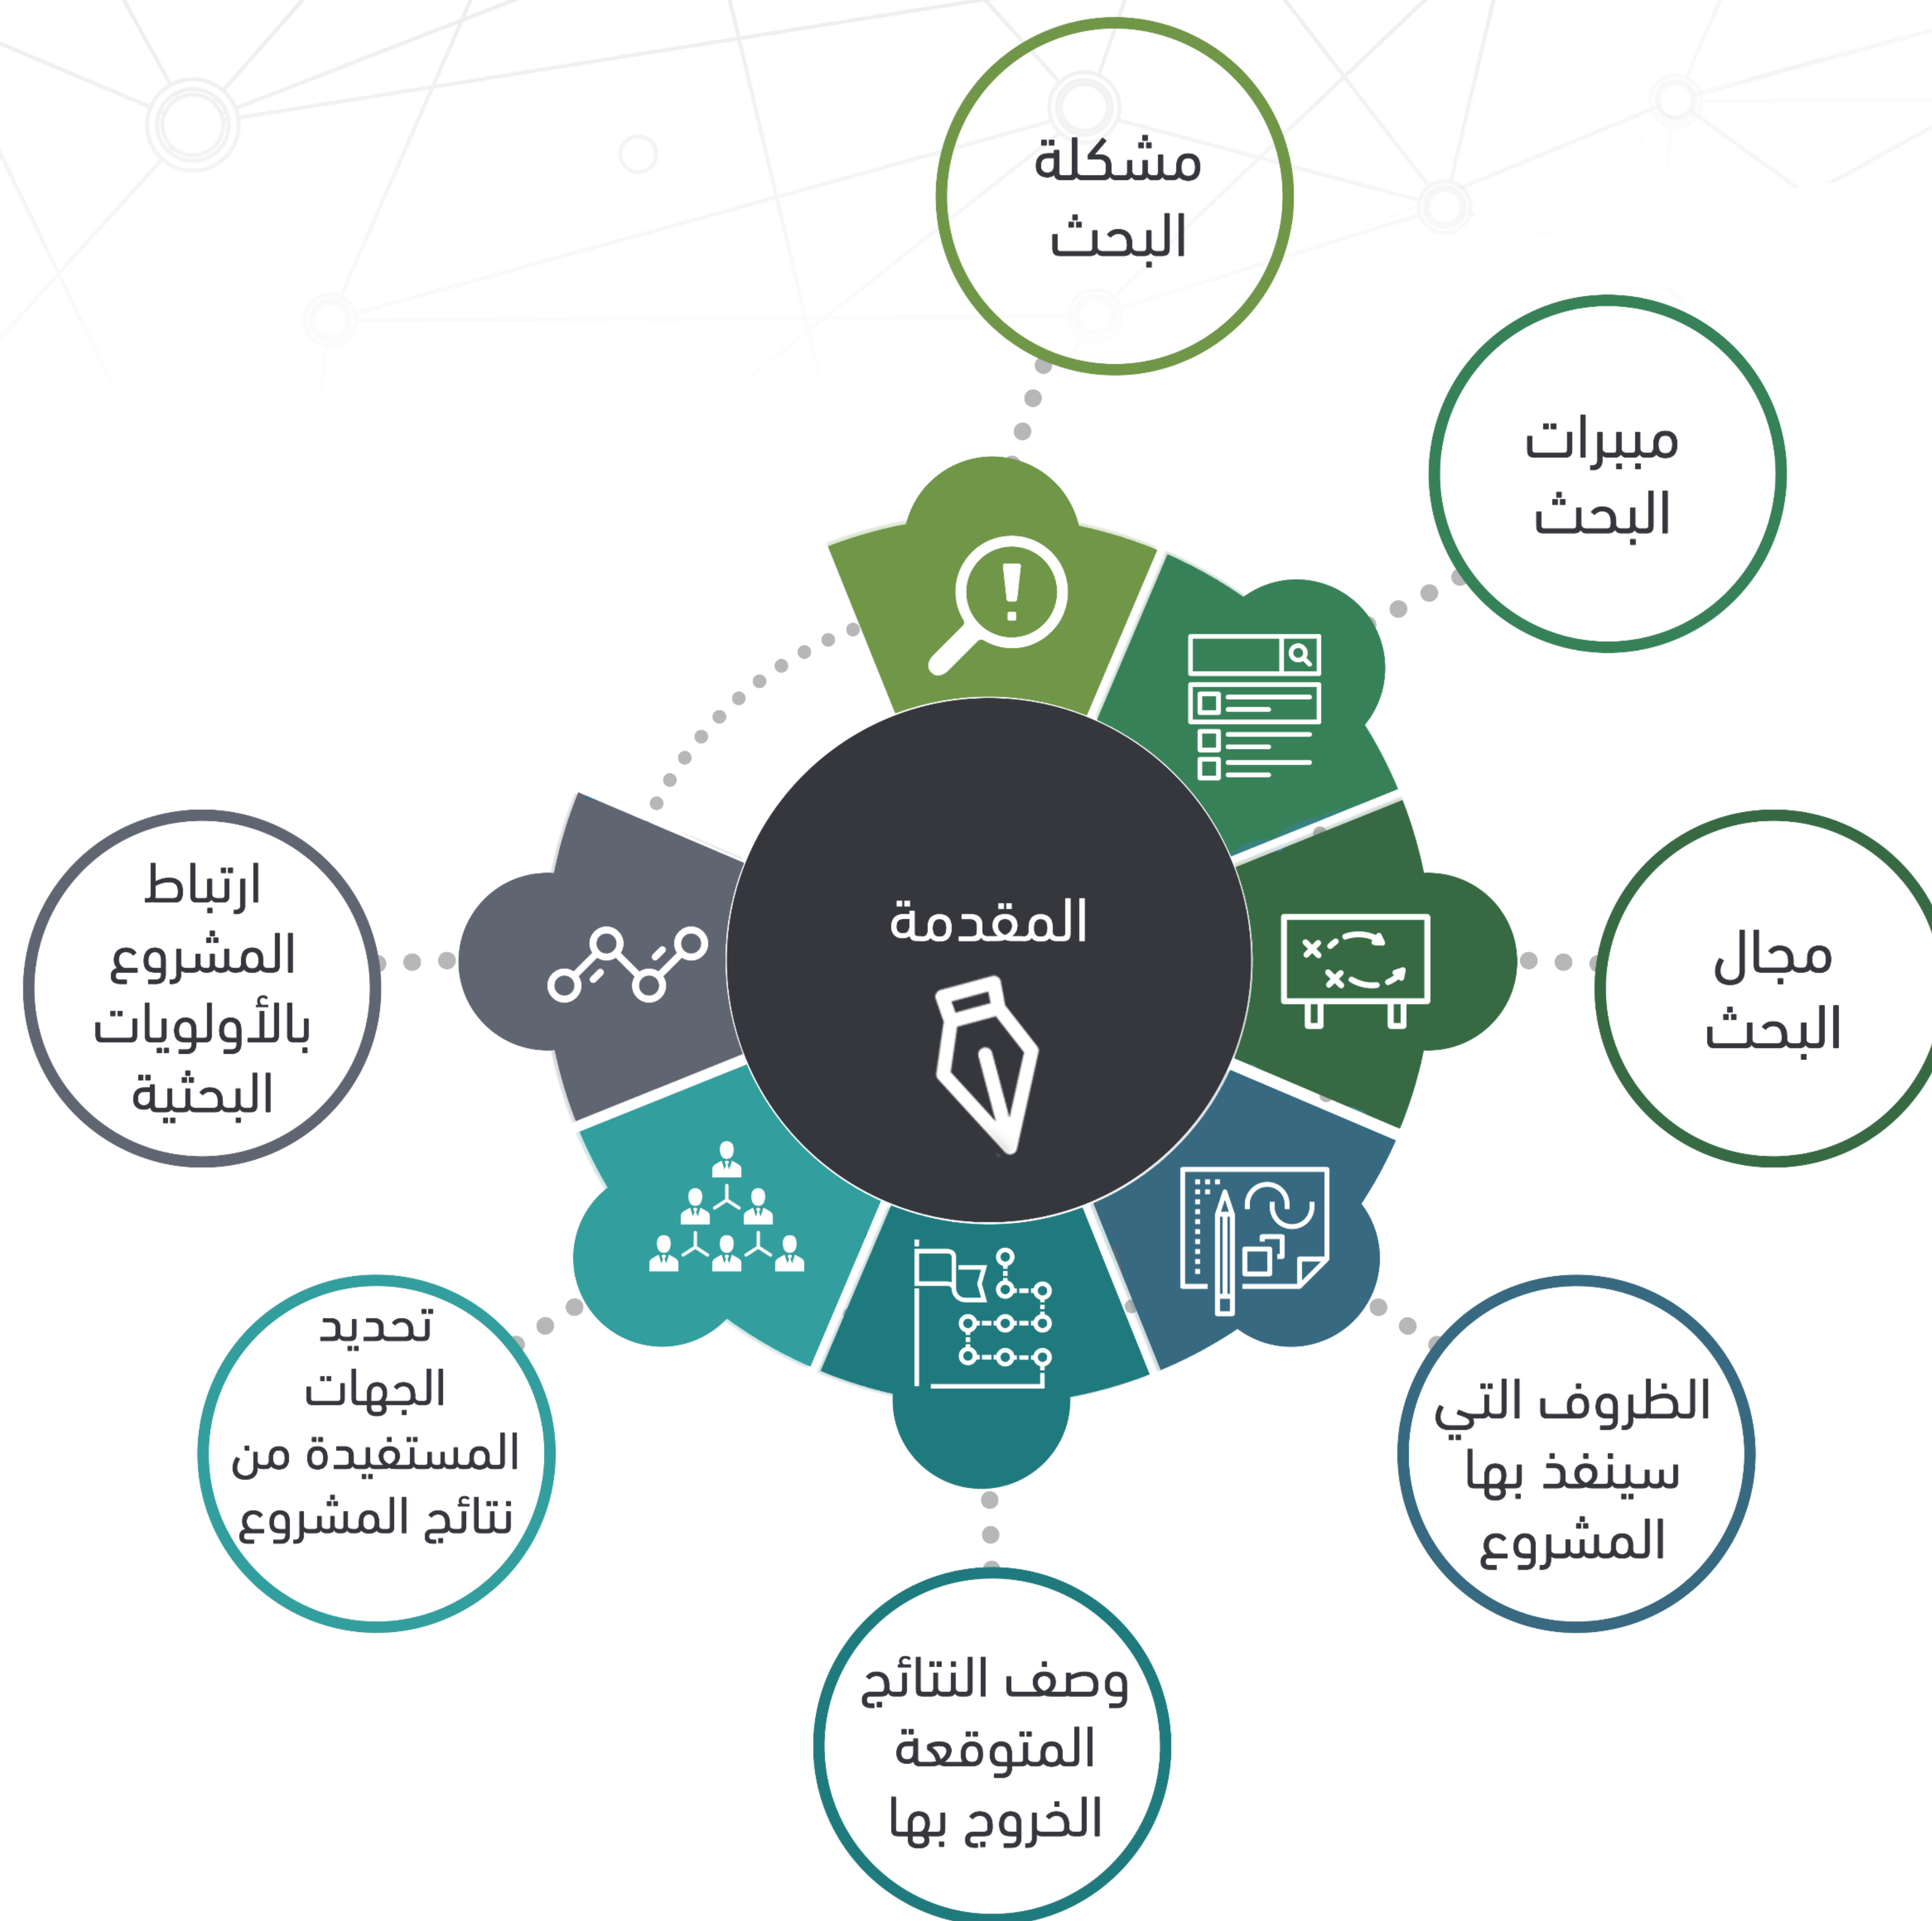 المقدمة
مشكلة
البحث
مببرات
البحث
مجال
البحث
الظروف التي
سينفذ بها
المشروع
وصف النتائج
المتوقعة
الخروج بها
تحديد
الجهات
المستفيدة من
نتائج المشروع
ارتباط
المشروع
بالأولويات
البحثية